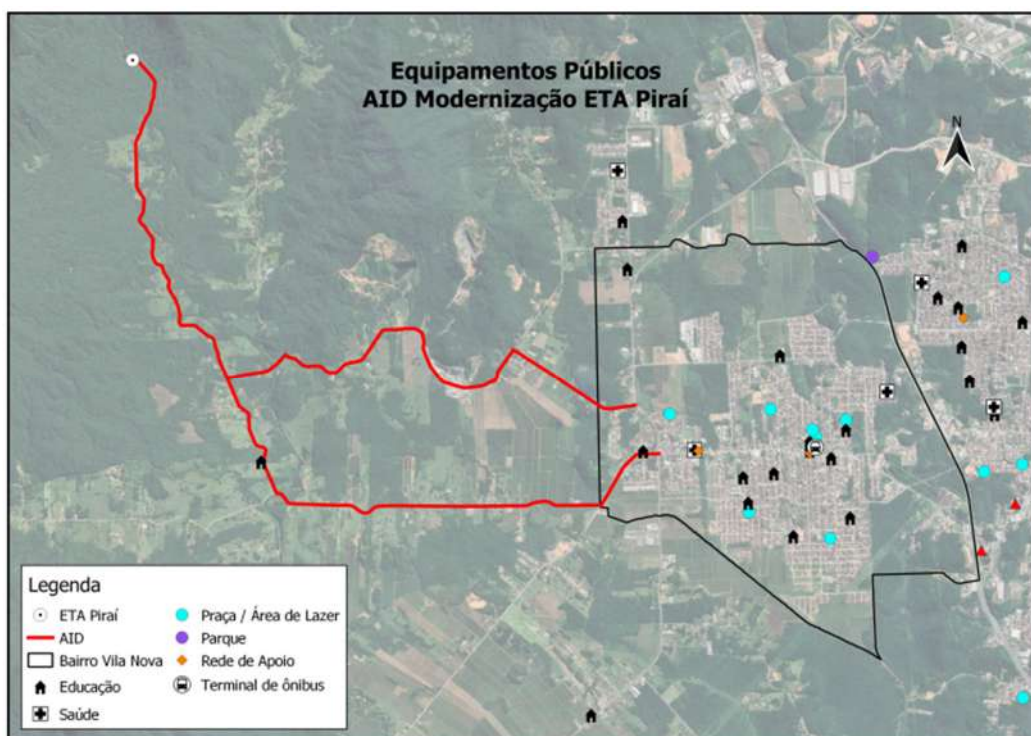 Equipamentos Públicos
AID Modernização ETA Piraí
N
Legenda
ETA Piraí
AID
Bairro Vila Nova
Educação
Saúde
Praça / Área de Lazer
Parque
Rede de Apoio
Terminal de ônibus